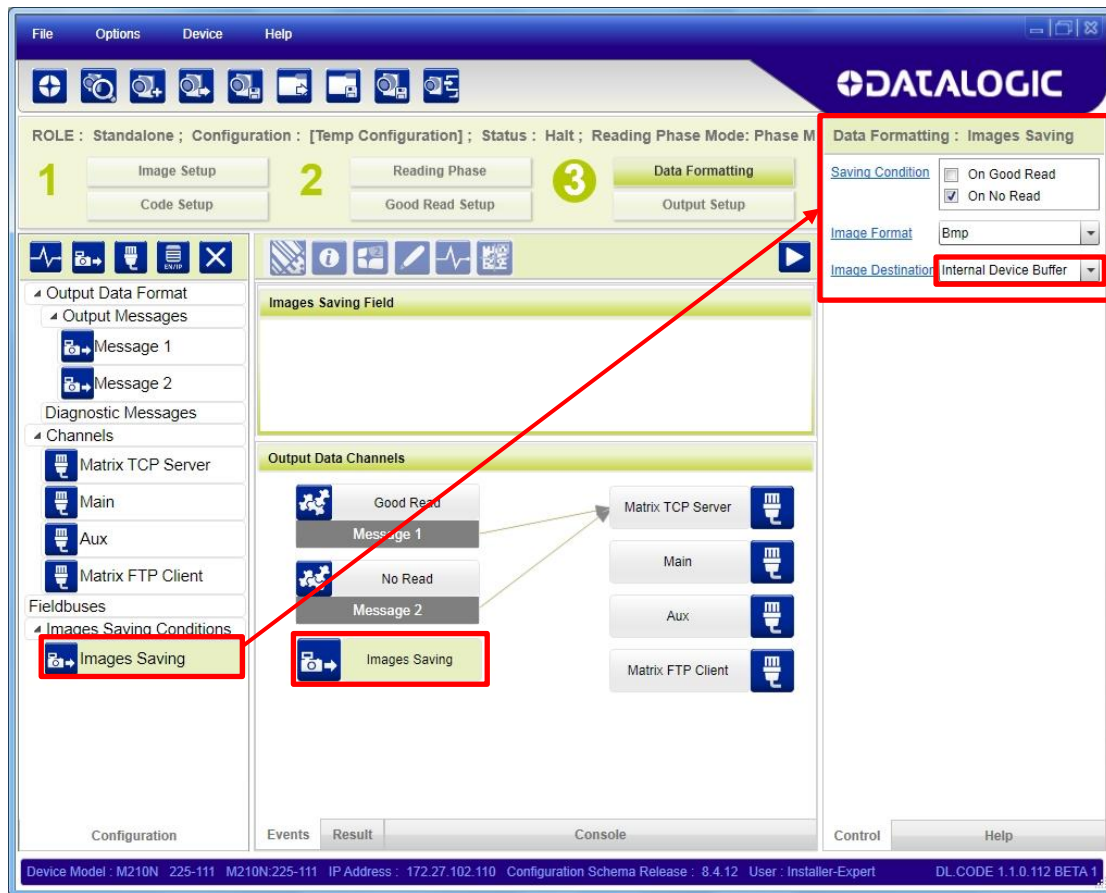 File Options Device Help
DATALOGIC
ROLE : Standalone ; Configuration : [Temp Configuration] ; Status : Halt ; Reading Phase Mode: Phase M
1
Image Setup
Code Setup
2
Reading Phase
Good Read Setup
3
Data Formatting
Output Setup
Data Formatting : Images Saving
Saving Condition
On Good Read
On No Read
Image Format Bmp
Image Destination Internal Device Buffer
EN/IP
Output Data Format
Output Messages
Message 1
Message 2
Diagnostic Messages
Channels
Matrix TCP Server
Main
Aux
Matrix FTP Client
Fieldbuses
Images Saving Conditions
Images Saving
Configuration
Images Saving Field
Output Data Channels
Good Read
Message 1
No Read
Message 2
Images Saving
Matrix TCP Server
Main
Aux
Matrix FTP Client
Events Result Console
Control Help
Device Model : M210N 225-111 M210N:225-111 IP Address : 172.27.102.110 Configuration Schema Release : 8.4.12 User : Installer-Expert DL.CODE 1.1.0.112 BETA 1